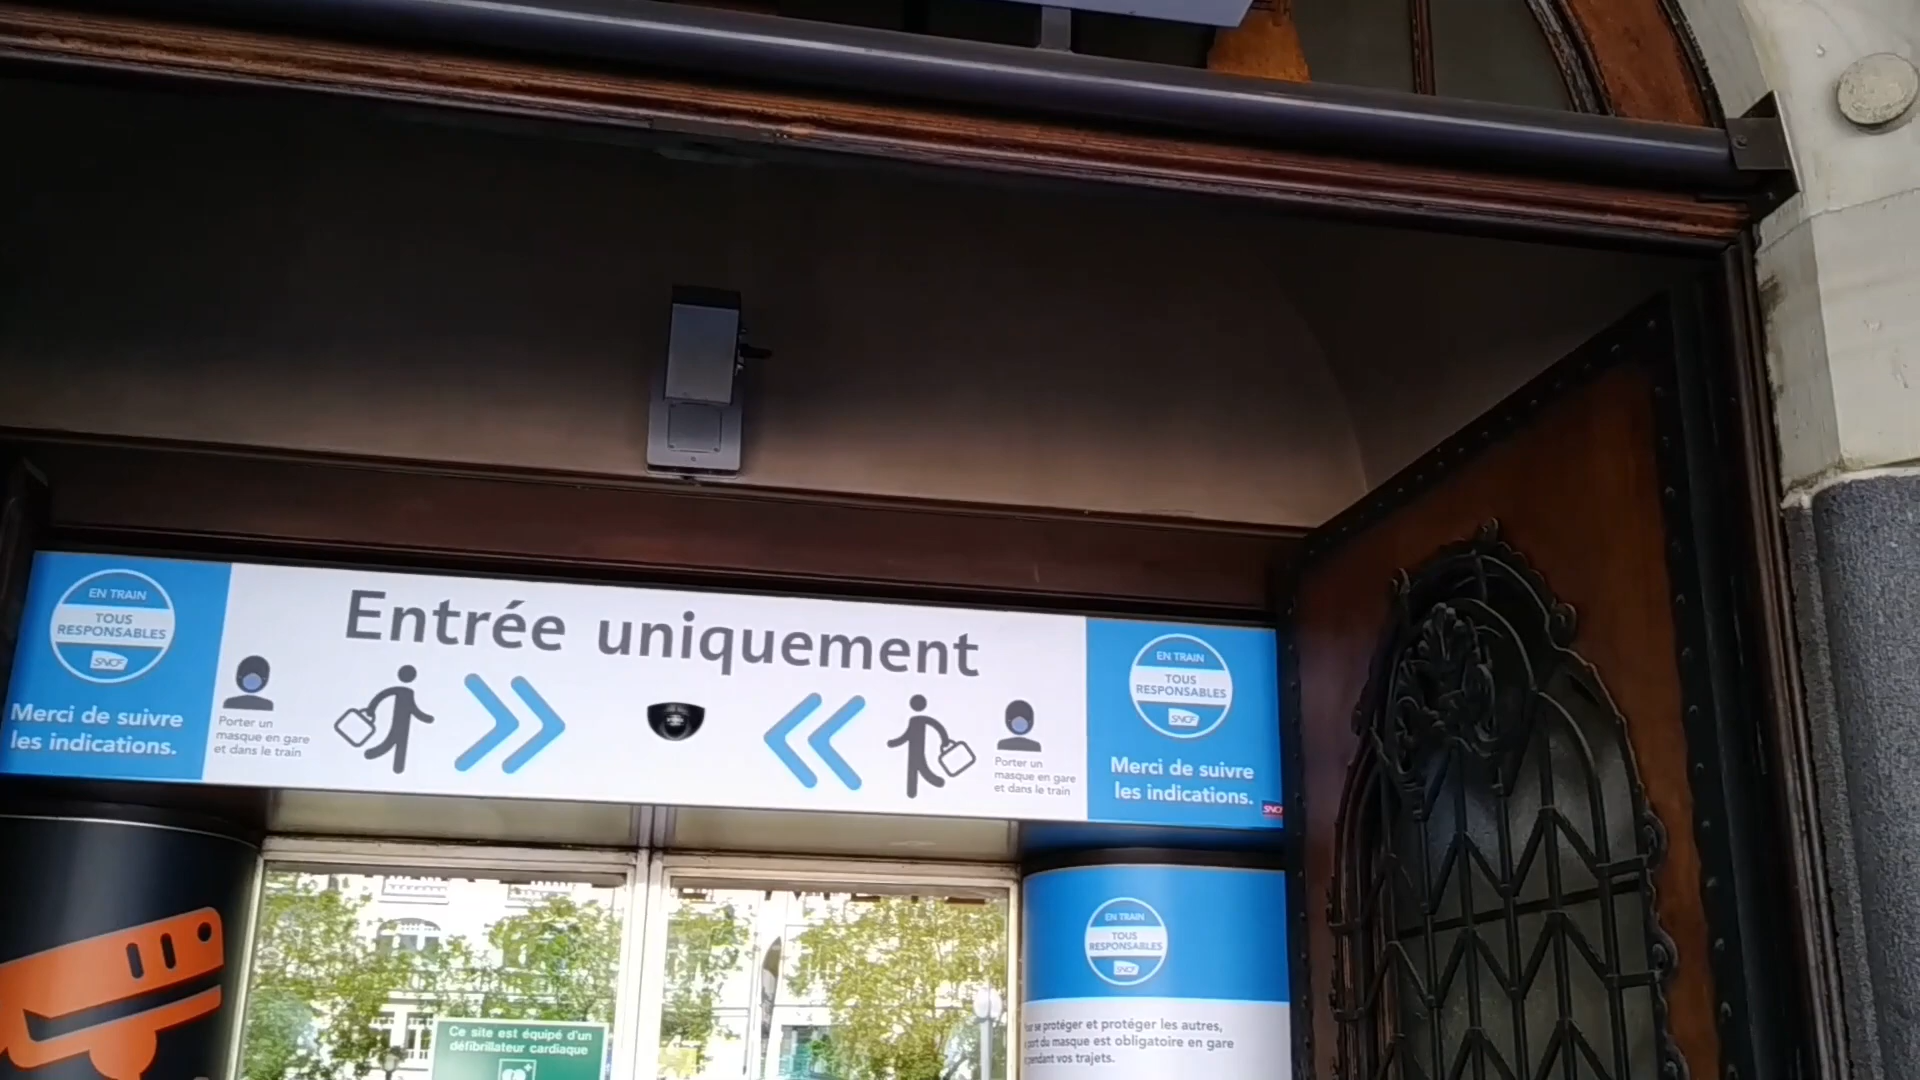 Entrée uniquement
EN TRAIN
TOUS
RESPONSABLES
SNCF
Merci de suivre
les indications.
Porter un
masque en gare
et dans le train
Porter un
masque en gare
et dans le train
EN TRAIN
TOUS
RESPONSABLES
SNCF
Merci de suivre
les indications.
SNCF
EN TRAIN
TOUS
RESPONSABLES
SNCF
se protéger et protéger les autres,
du masque est obligatoire en gare
pendant vos trajets.
Ce site est équipé d'un
défibrillateur cardiaque